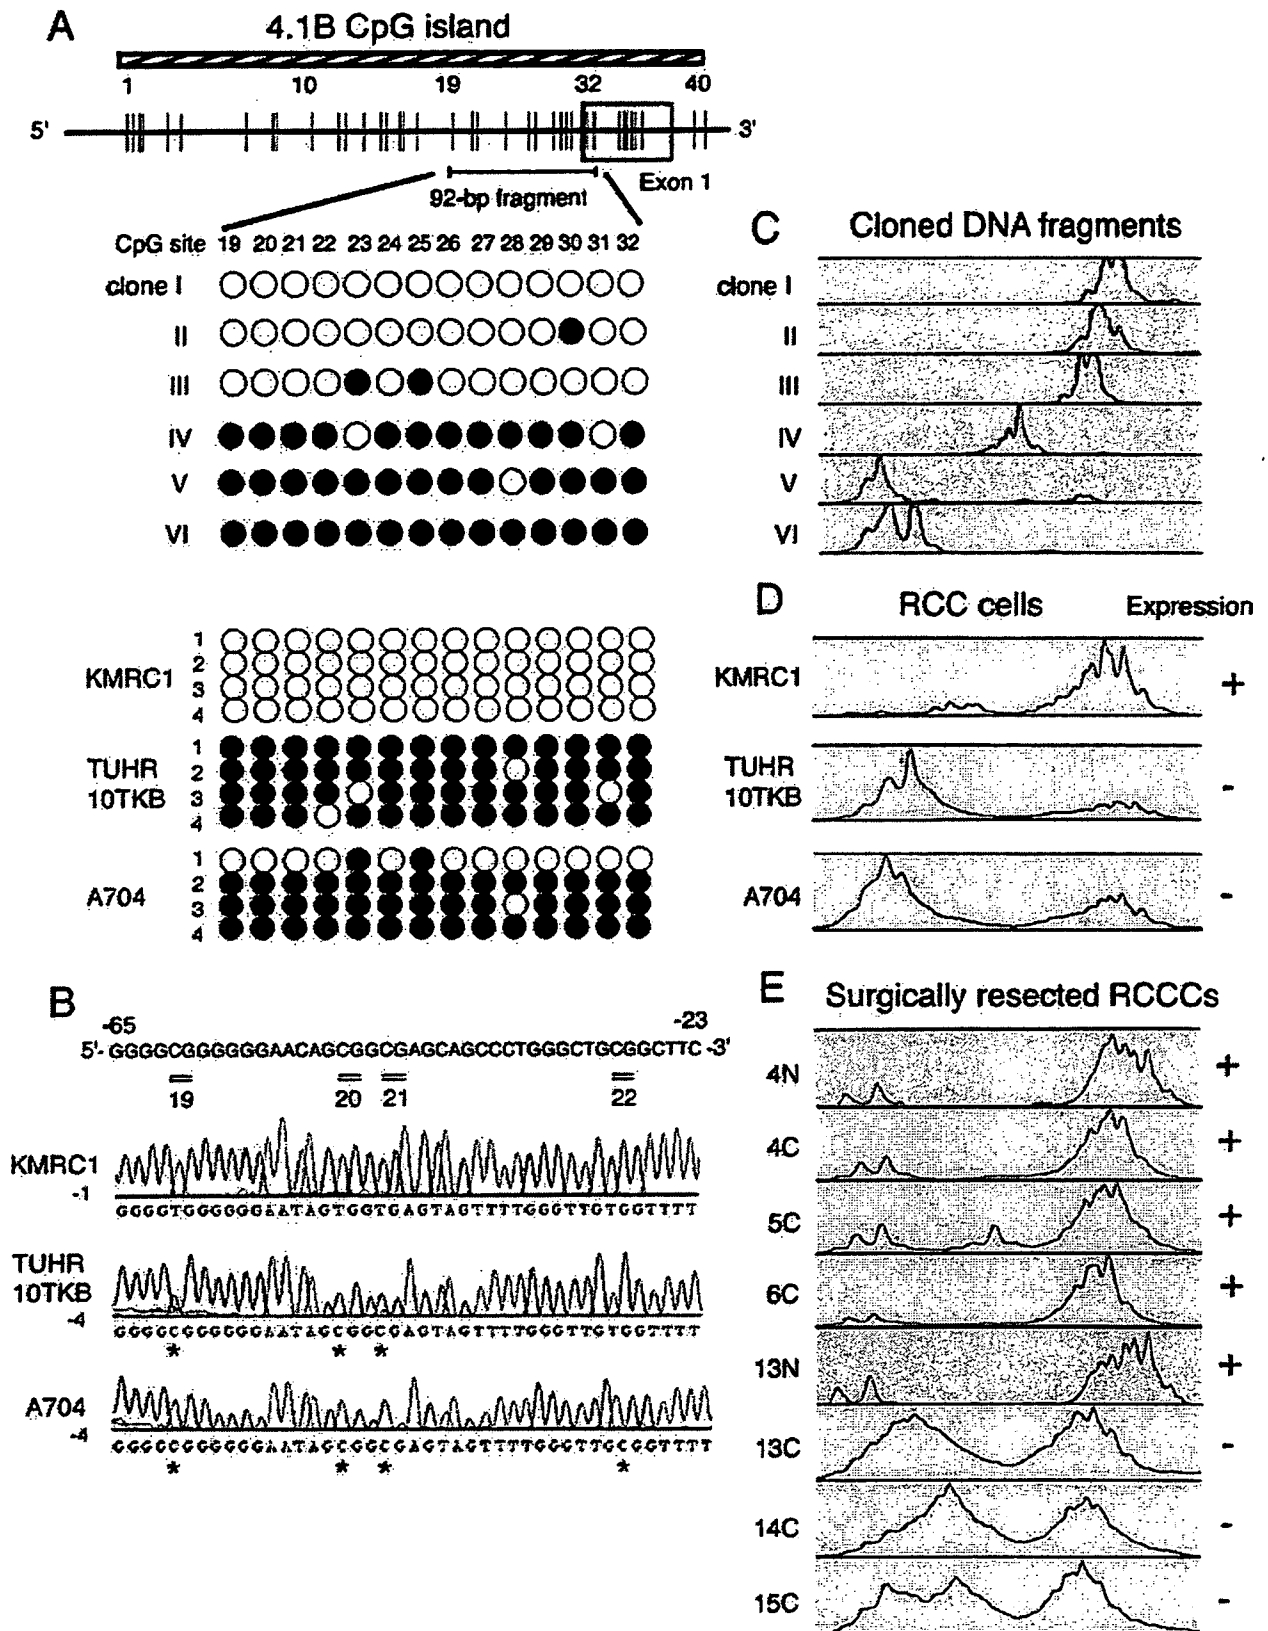 A
4.1B CpG island
1 10 19 32 40
5' 3'
Exon 1
92-bp fragment
CpG site 19 20 21 22 23 24 25 26 27 28 29 30 31 32
clone I
II
III
IV
V
VI
KMRC1
1
2
3
4
TUHR
10TKB
1
2
3
4
A704
1
2
3
4
B
-65 -23
5'- GGGGCGGGGGGAACAGCGGCGAGCAGCCCTGGGCTGCGGCTTC -3'
19 20 21 22
KMRC1
-1
GGGGTGGGGGGAATAGTGGTGAGTAGTTTTGGGTTGTGGTTTT
TUHR
10TKB
-4
GGGGCGGGGGGAATAGCGGCGAGTAGTTTTGGGTTGTGGTTTT
* * *
A704
-4
GGGGCGGGGGGAATAGCGGCGAGTAGTTTTGGGTTGCGGTTTT
* * * *
C
Cloned DNA fragments
clone I
II
III
IV
V
VI
D
RCC cells Expression
KMRC1 +
TUHR
10TKB -
A704 -
E
Surgically resected RCCCs
4N +
4C +
5C +
6C +
13N +
13C -
14C -
15C -